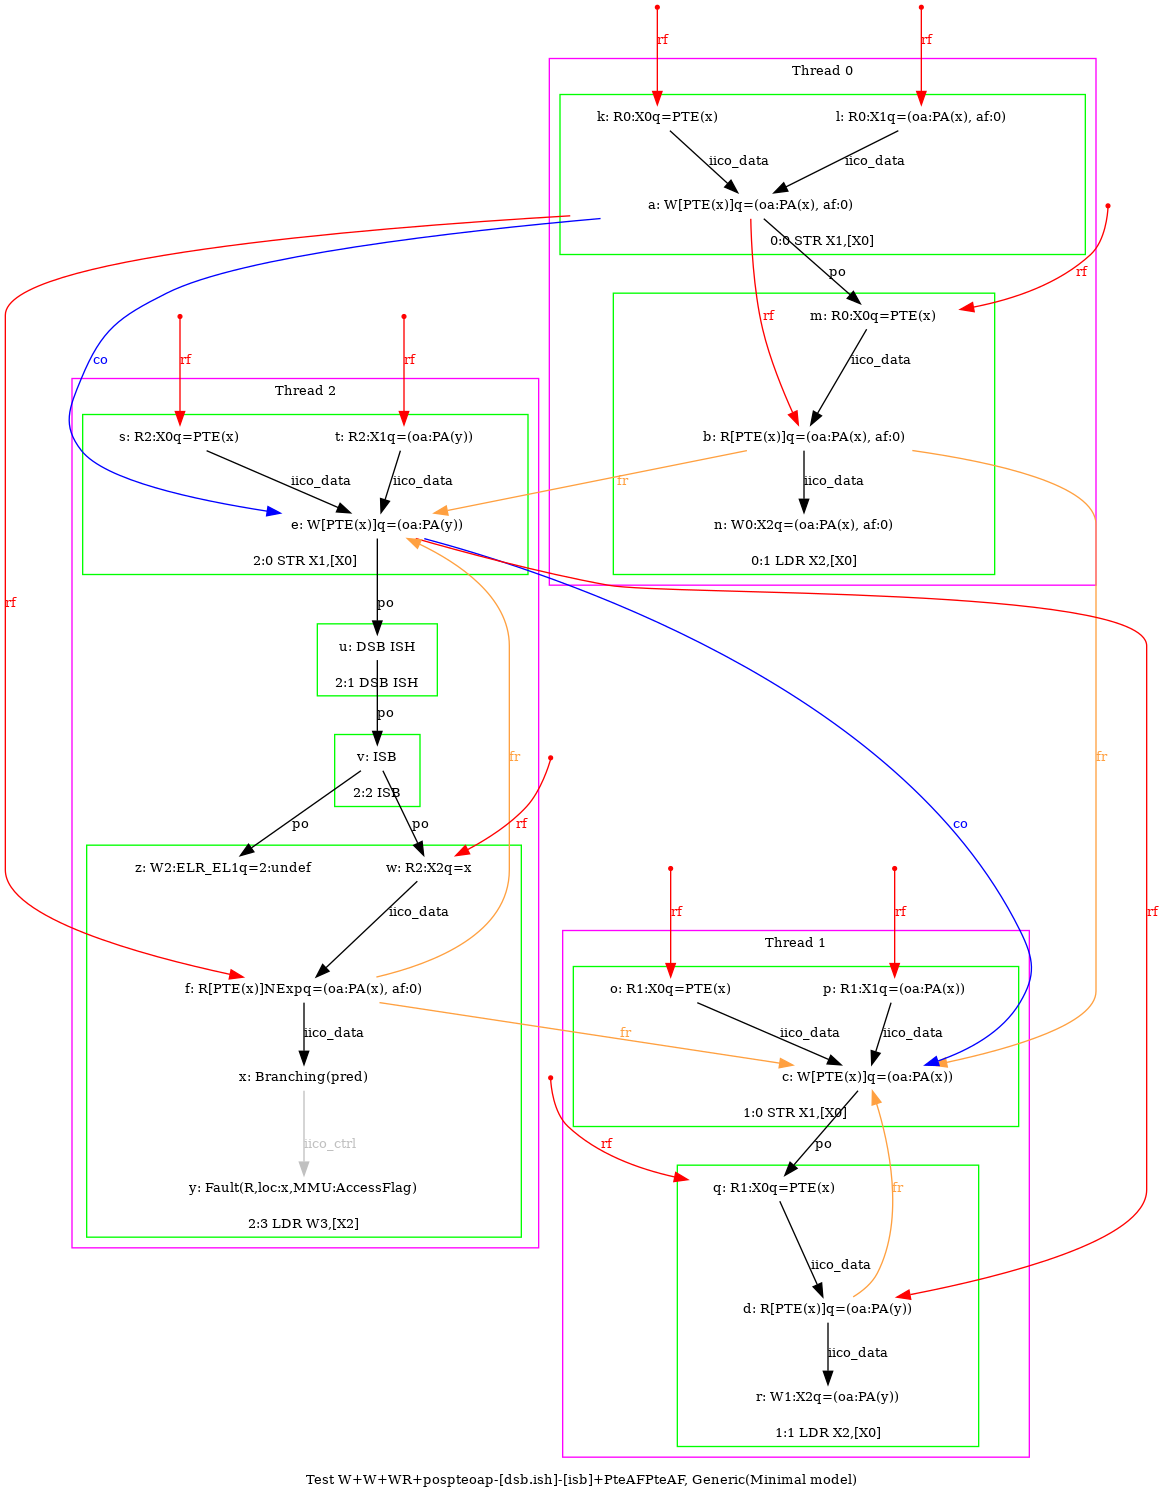 rf
rf
Thread 0
k: R0:X0q=PTE(x)
l: R0:X1q=(oa:PA(x), af:0)
iico_data
iico_data
a: W[PTE(x)]q=(oa:PA(x), af:0)
0:0 STR X1,[X0]
po
rf
rf
m: R0:X0q=PTE(x)
rf
rf
co
iico_data
Thread 2
s: R2:X0q=PTE(x)
t: R2:X1q=(oa:PA(y))
b: R[PTE(x)]q=(oa:PA(x), af:0)
iico_data
iico_data
fr
iico_data
e: W[PTE(x)]q=(oa:PA(y))
n: W0:X2q=(oa:PA(x), af:0)
2:0 STR X1,[X0]
0:1 LDR X2,[X0]
rf
po
u: DSB ISH
2:1 DSB ISH
po
v: ISB
fr
fr
2:2 ISB
po
po
rf
co
z: W2:ELR_EL1q=2:undef
w: R2:X2q=x
iico_data
rf
rf
rf
Thread 1
f: R[PTE(x)]NExpq=(oa:PA(x), af:0)
o: R1:X0q=PTE(x)
p: R1:X1q=(oa:PA(x))
iico_data
fr
iico_data
iico_data
x: Branching(pred)
c: W[PTE(x)]q=(oa:PA(x))
1:0 STR X1,[X0]
iico_ctrl
rf
po
y: Fault(R,loc:x,MMU:AccessFlag)
q: R1:X0q=PTE(x)
fr
2:3 LDR W3,[X2]
iico_data
d: R[PTE(x)]q=(oa:PA(y))
iico_data
r: W1:X2q=(oa:PA(y))
1:1 LDR X2,[X0]
Test W+W+WR+pospteoap-[dsb.ish]-[isb]+PteAFPteAF, Generic(Minimal model)